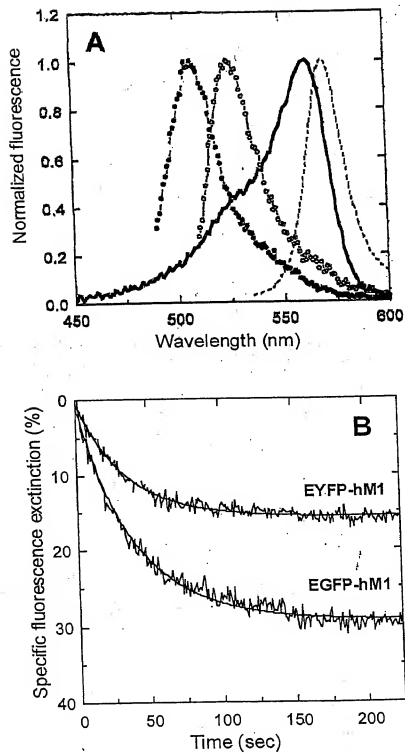 A
Normalized fluorescence
1.2
1.0
0.8
0.6
0.4
0.2
0.0
450 500 550 600
Wavelength (nm)
B
Specific fluorescence exctinction (%)
0
10
20
30
40
EYFP-hM1
EGFP-hM1
0 50 100 150 200
Time (sec)